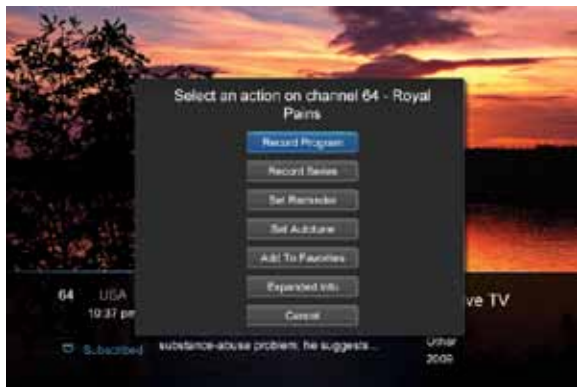 Select an action on channel 64 - Royal
Pains
Record Program
Record Series
Set Reminder
Set Autotune
Add To Favorites
Expanded Info
Cancel
64 USA
ve TV
10:37 pm
Subscribed
substance-abuse problem, he suggests...
Other
2009